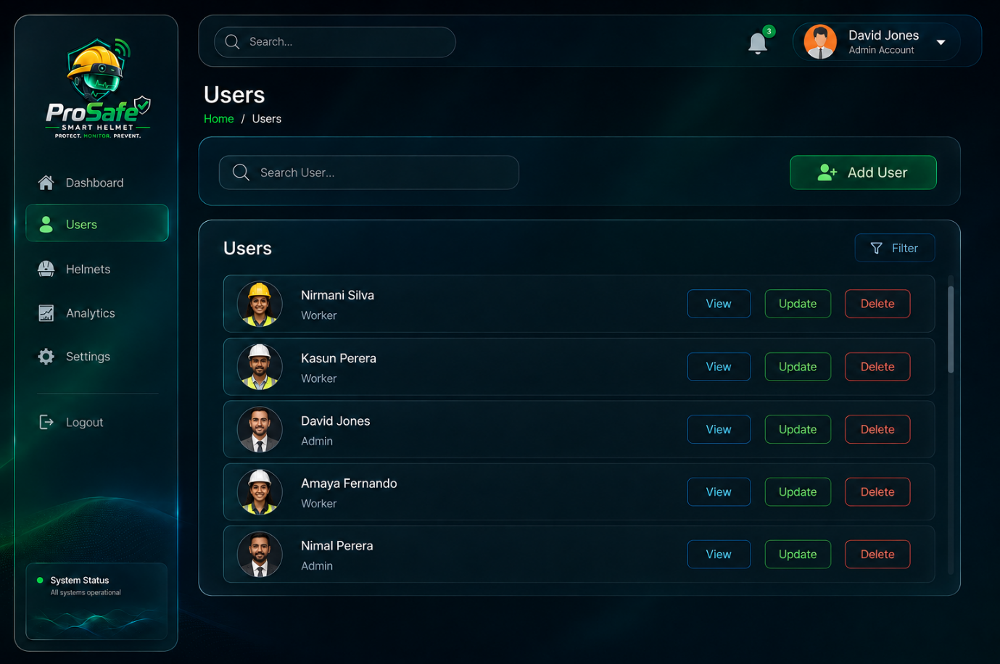 ProSafe
SMART HELMET
PROTECT. MONITOR. PREVENT.
Dashboard
Users
Helmets
Analytics
Settings
Logout
System Status
All systems operational
Search...
3
David Jones
Admin Account
Users
Home / Users
Search User...
Add User
Users
Filter
Nirmani Silva
Worker
View Update Delete
Kasun Perera
Worker
View Update Delete
David Jones
Admin
View Update Delete
Amaya Fernando
Worker
View Update Delete
Nimal Perera
Admin
View Update Delete